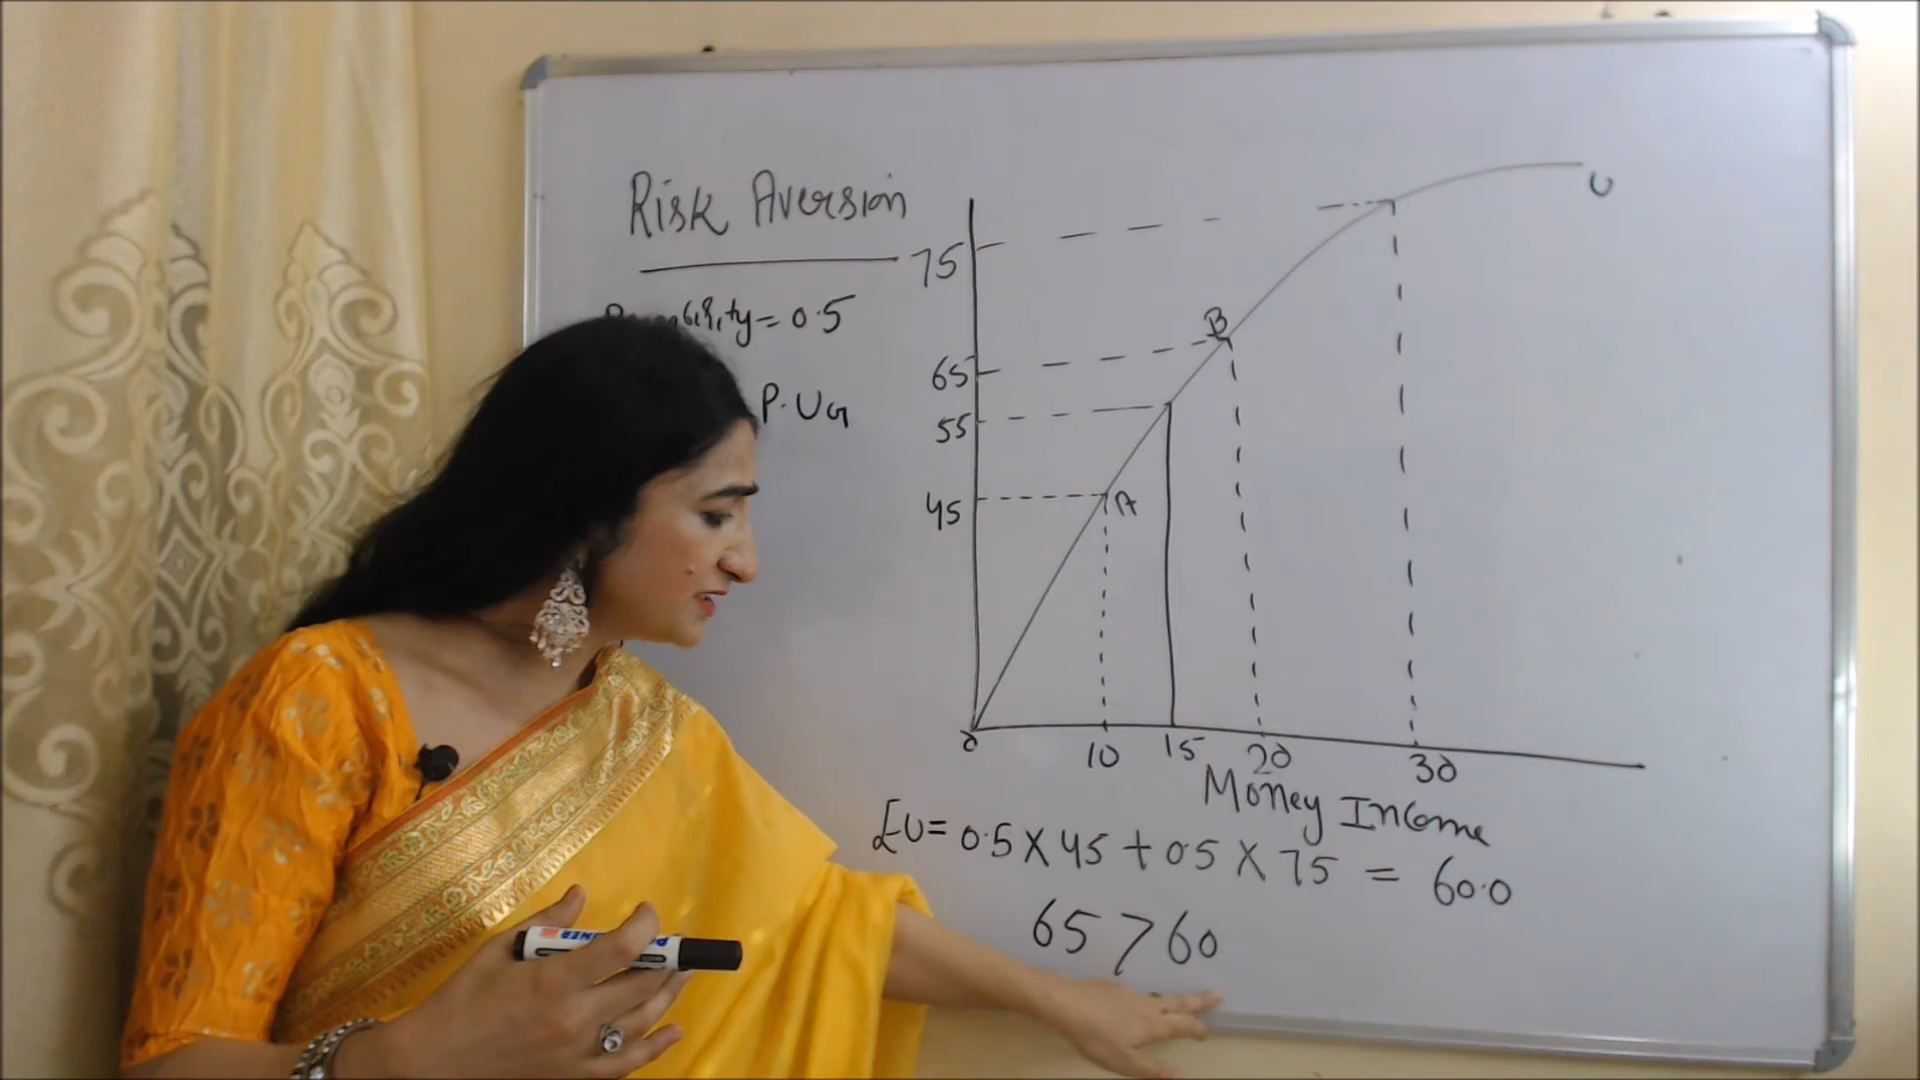 Risk Aversion
= 0.5
P. UG
U
75
B
65
55
45
A
0
10
15
20
30
Money Income
EU = 0.5 X 45 + 0.5 X 75 = 60.0
65 > 60